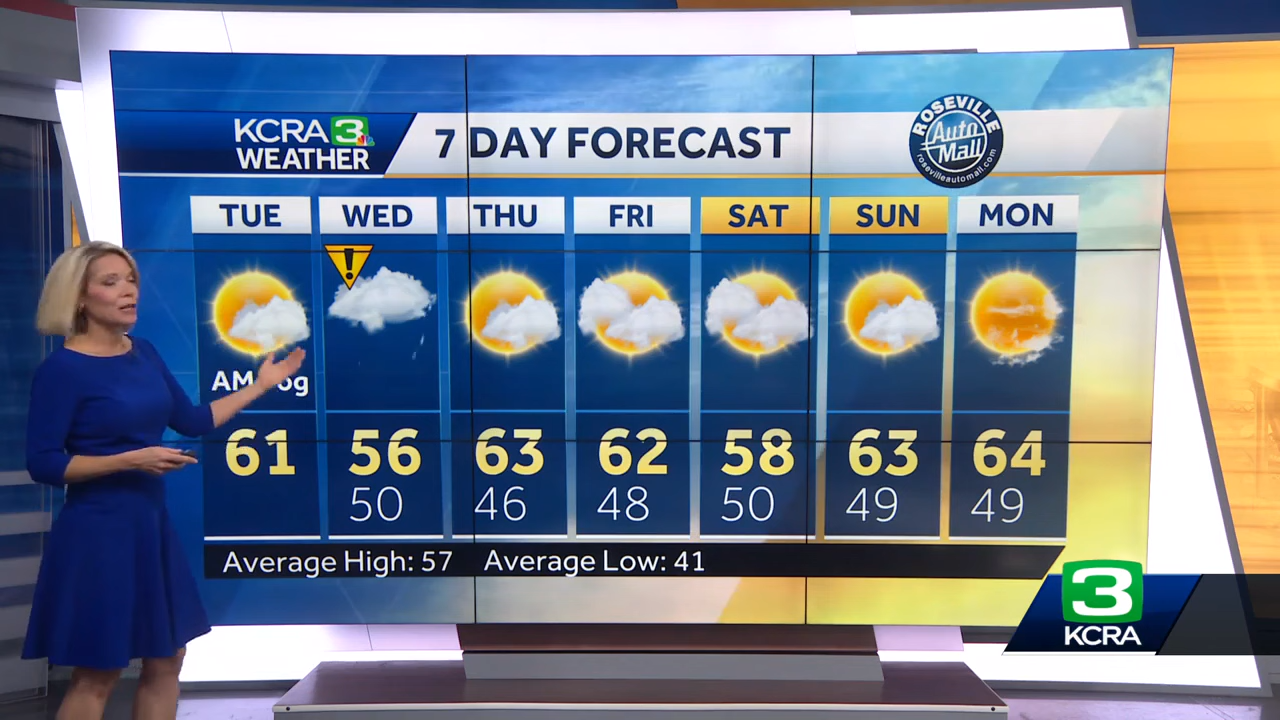 KCRA 3
WEATHER
7 DAY FORECAST
ROSEVILLE
Auto
Mall
rosevilleautomall.com
TUE WED THU FRI SAT SUN MON
!
AM
61 56 63 62 58 63 64
50 46 48 50 49 49
Average High: 57 Average Low: 41
3
KCRA